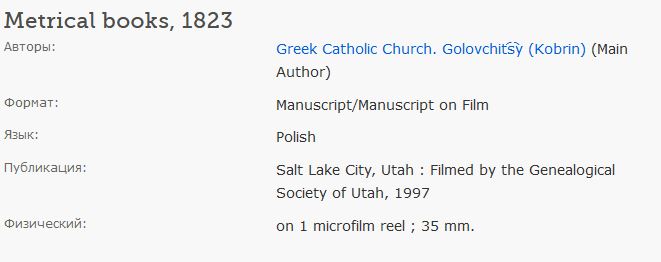 Metrical books, 1823
Авторы: Greek Catholic Church. Golovchit︠s︡y (Kobrin) (Main
Author)
Формат: Manuscript/Manuscript on Film
Язык: Polish
Публикация: Salt Lake City, Utah : Filmed by the Genealogical
Society of Utah, 1997
Физический: on 1 microfilm reel ; 35 mm.